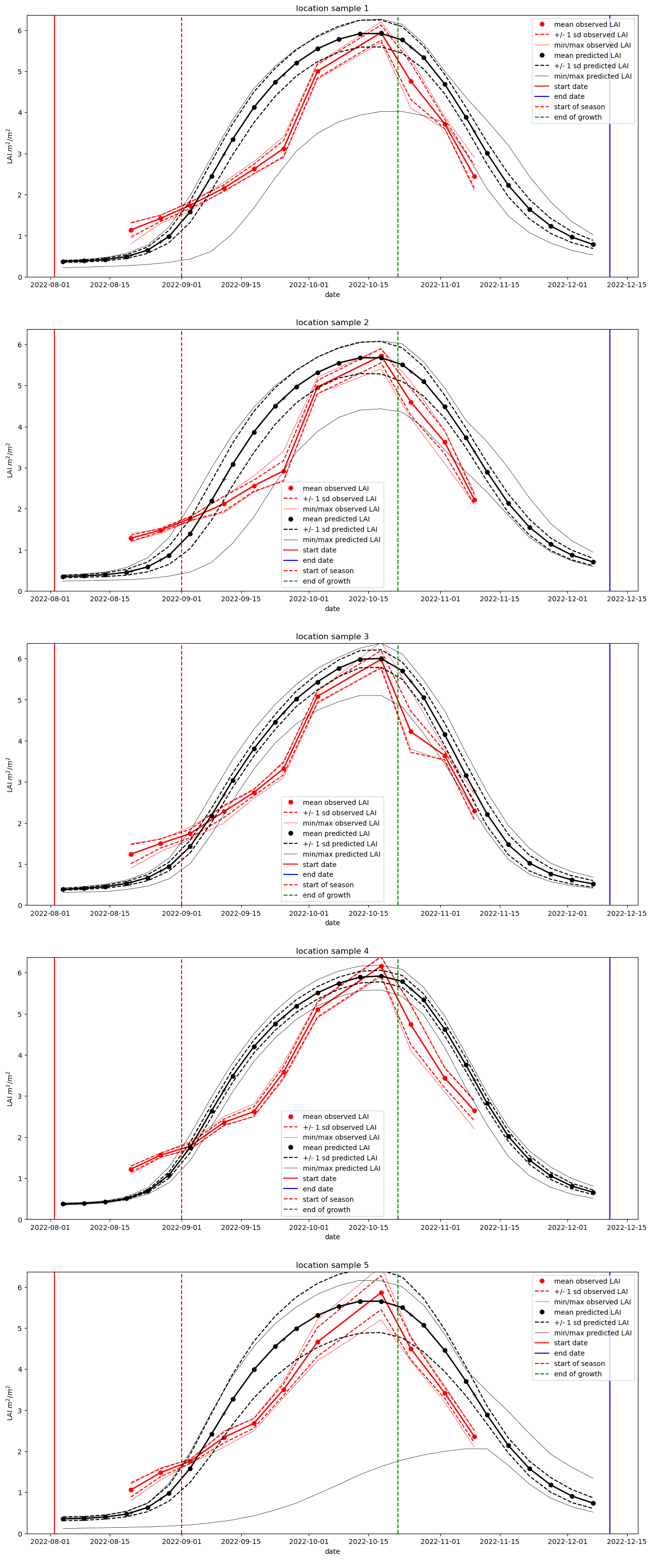 location sample 1
LAI m²/m²
6
5
4
3
2
1
0
2022-08-01 2022-08-15 2022-09-01 2022-09-15 2022-10-01 2022-10-15 2022-11-01 2022-11-15 2022-12-01 2022-12-15
date
mean observed LAI
+/- 1 sd observed LAI
min/max observed LAI
mean predicted LAI
+/- 1 sd predicted LAI
min/max predicted LAI
start date
end date
start of season
end of growth
location sample 2
LAI m²/m²
6
5
4
3
2
1
0
2022-08-01 2022-08-15 2022-09-01 2022-09-15 2022-10-01 2022-10-15 2022-11-01 2022-11-15 2022-12-01 2022-12-15
date
mean observed LAI
+/- 1 sd observed LAI
min/max observed LAI
mean predicted LAI
+/- 1 sd predicted LAI
min/max predicted LAI
start date
end date
start of season
end of growth
location sample 3
LAI m²/m²
6
5
4
3
2
1
0
2022-08-01 2022-08-15 2022-09-01 2022-09-15 2022-10-01 2022-10-15 2022-11-01 2022-11-15 2022-12-01 2022-12-15
date
mean observed LAI
+/- 1 sd observed LAI
min/max observed LAI
mean predicted LAI
+/- 1 sd predicted LAI
min/max predicted LAI
start date
end date
start of season
end of growth
location sample 4
LAI m²/m²
6
5
4
3
2
1
0
2022-08-01 2022-08-15 2022-09-01 2022-09-15 2022-10-01 2022-10-15 2022-11-01 2022-11-15 2022-12-01 2022-12-15
date
mean observed LAI
+/- 1 sd observed LAI
min/max observed LAI
mean predicted LAI
+/- 1 sd predicted LAI
min/max predicted LAI
start date
end date
start of season
end of growth
location sample 5
LAI m²/m²
6
5
4
3
2
1
0
2022-08-01 2022-08-15 2022-09-01 2022-09-15 2022-10-01 2022-10-15 2022-11-01 2022-11-15 2022-12-01 2022-12-15
date
mean observed LAI
+/- 1 sd observed LAI
min/max observed LAI
mean predicted LAI
+/- 1 sd predicted LAI
min/max predicted LAI
start date
end date
start of season
end of growth